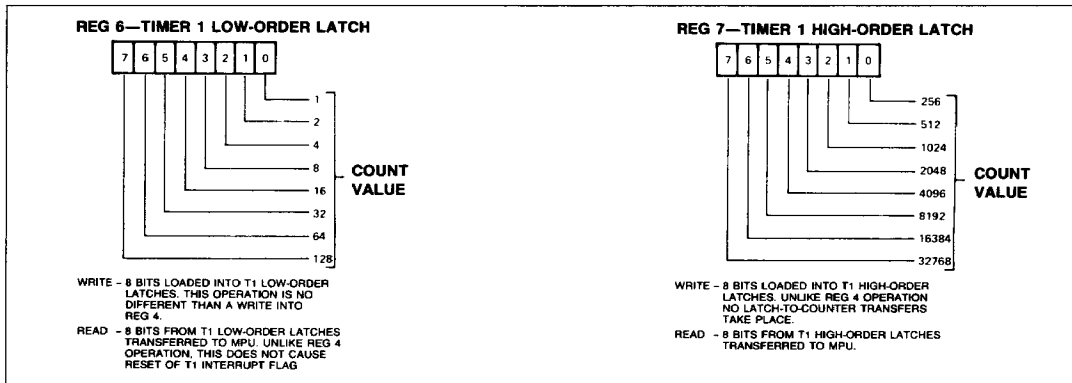 REG 6—TIMER 1 LOW-ORDER LATCH
7 6 5 4 3 2 1 0
1
2
4
8
16
32
64
128
COUNT
VALUE
WRITE - 8 BITS LOADED INTO T1 LOW-ORDER
LATCHES. THIS OPERATION IS NO
DIFFERENT THAN A WRITE INTO
REG 4.
READ - 8 BITS FROM T1 LOW-ORDER LATCHES
TRANSFERRED TO MPU. UNLIKE REG 4
OPERATION, THIS DOES NOT CAUSE
RESET OF T1 INTERRUPT FLAG
REG 7—TIMER 1 HIGH-ORDER LATCH
7 6 5 4 3 2 1 0
256
512
1024
2048
4096
8192
16384
32768
COUNT
VALUE
WRITE - 8 BITS LOADED INTO T1 HIGH-ORDER
LATCHES. UNLIKE REG 4 OPERATION
NO LATCH-TO-COUNTER TRANSFERS
TAKE PLACE.
READ - 8 BITS FROM T1 HIGH-ORDER LATCHES
TRANSFERRED TO MPU.